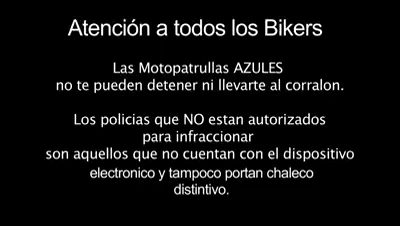 Atención a todos los Bikers
Las Motopatrullas AZULES
no te pueden detener ni llevarte al corralon.
Los policias que NO estan autorizados
para infraccionar
son aquellos que no cuentan con el dispositivo
electronico y tampoco portan chaleco
distintivo.